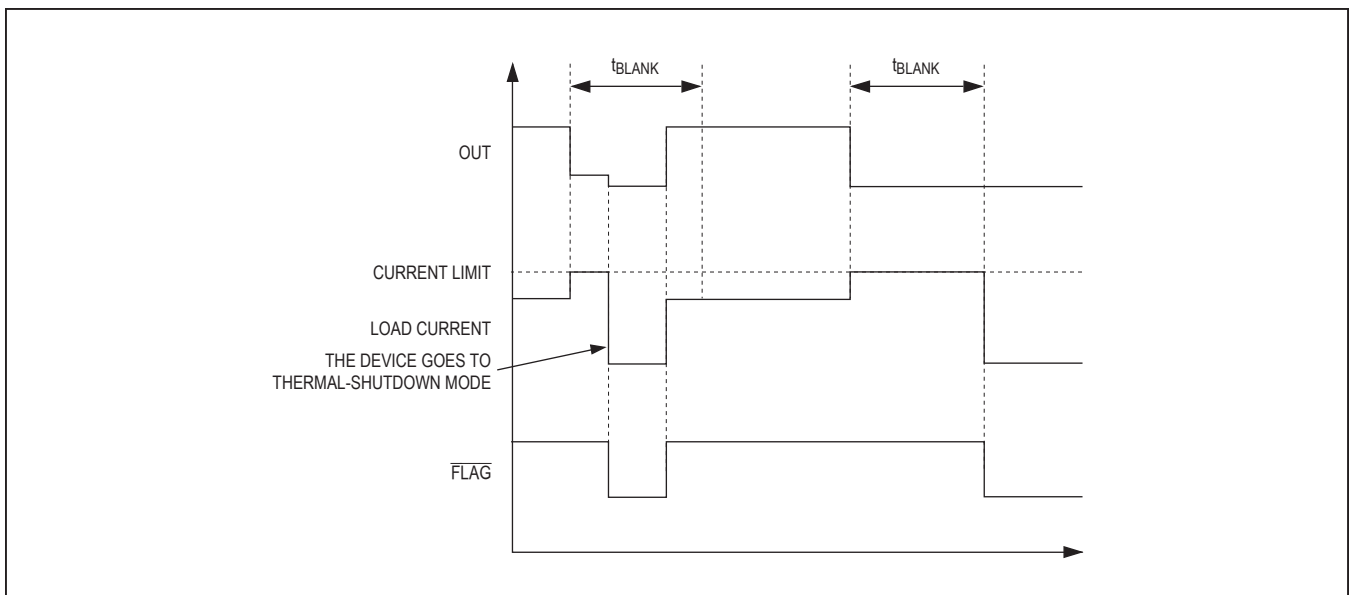 tBLANK
tBLANK
OUT
CURRENT LIMIT
LOAD CURRENT
THE DEVICE GOES TO
THERMAL-SHUTDOWN MODE
FLAG